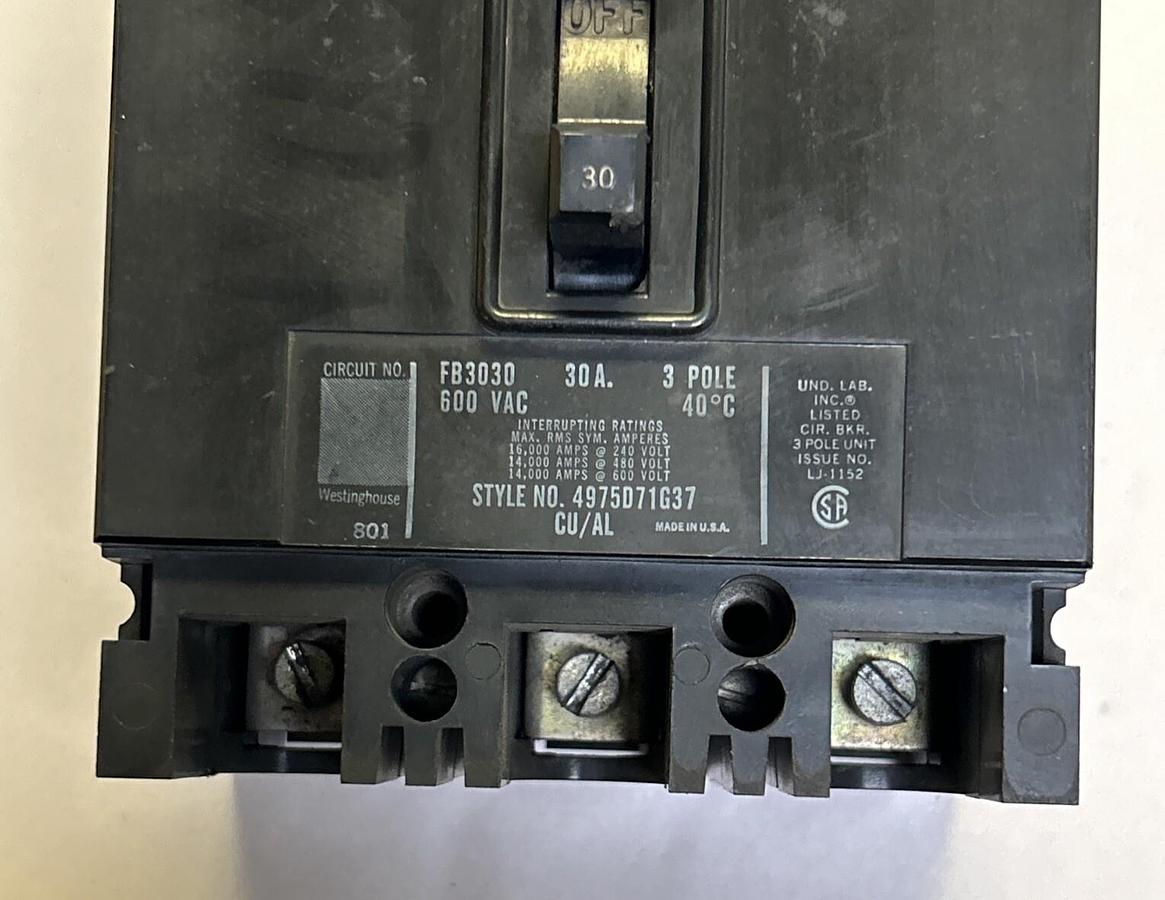 OFF
30
CIRCUIT NO.
Westinghouse
801
FB3030 30A. 3 POLE
600 VAC 40°C
INTERRUPTING RATINGS
MAX. RMS SYM. AMPERES
16,000 AMPS @ 240 VOLT
14,000 AMPS @ 480 VOLT
14,000 AMPS @ 600 VOLT
STYLE NO. 4975D71G37
CU/AL MADE IN U.S.A.
UND. LAB.
INC.®
LISTED
CIR. BKR.
3 POLE UNIT
ISSUE NO.
LJ-1152
CSA